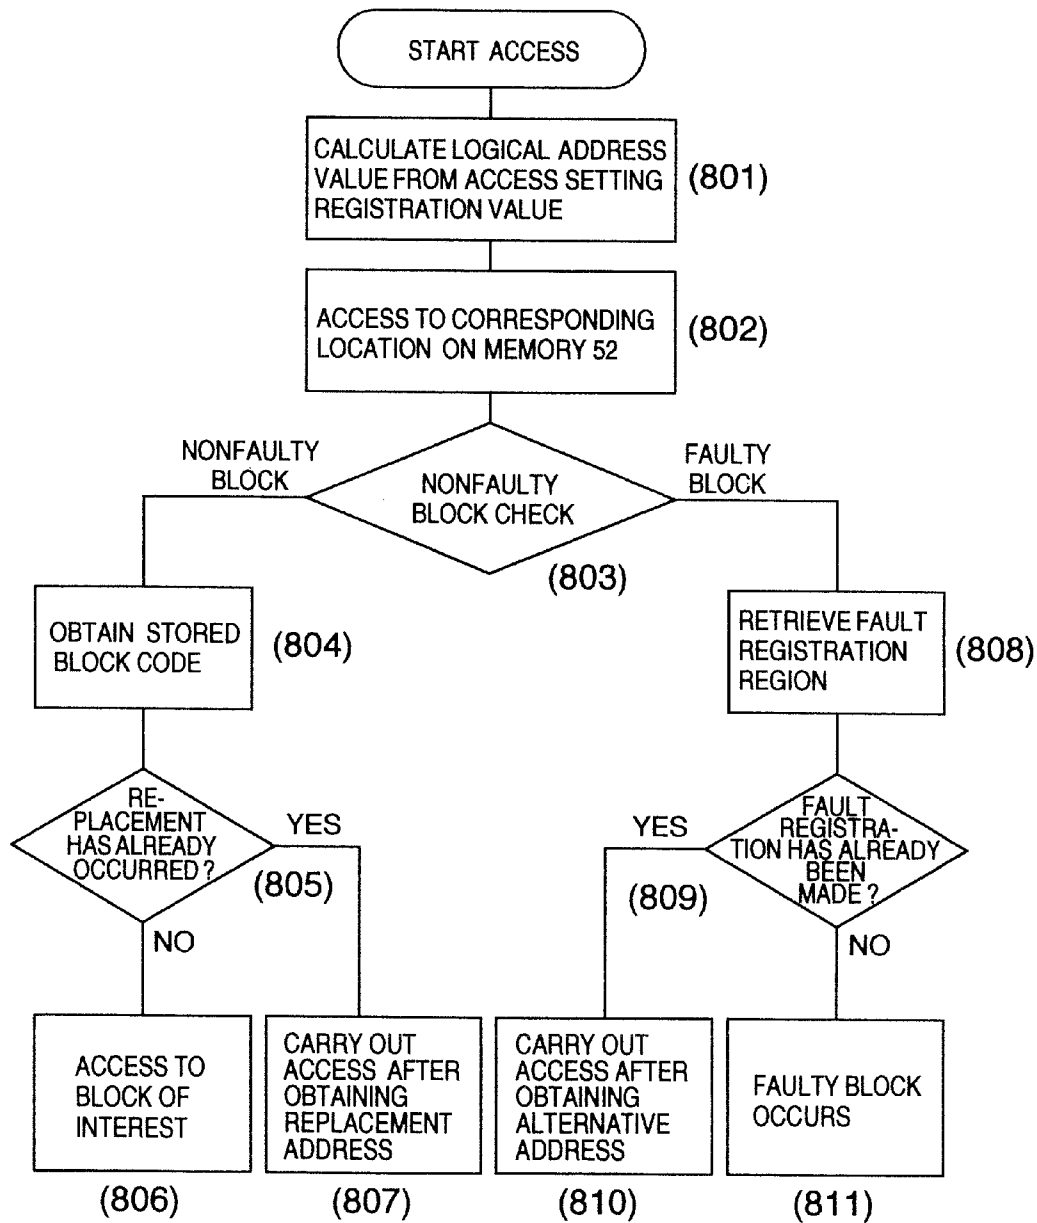 START ACCESS
CALCULATE LOGICAL ADDRESS
VALUE FROM ACCESS SETTING
REGISTRATION VALUE
(801)
ACCESS TO CORRESPONDING
LOCATION ON MEMORY 52
(802)
NONFAULTY
BLOCK
NONFAULTY
BLOCK CHECK
FAULTY
BLOCK
(803)
OBTAIN STORED
BLOCK CODE
(804)
RETRIEVE FAULT
REGISTRATION
REGION
(808)
RE-
PLACEMENT
HAS ALREADY
OCCURRED ?
YES
(805)
NO
FAULT
REGISTRA-
TION HAS ALREADY
BEEN
MADE ?
YES
(809)
NO
ACCESS TO
BLOCK OF
INTEREST
(806)
CARRY OUT
ACCESS AFTER
OBTAINING
REPLACEMENT
ADDRESS
(807)
CARRY OUT
ACCESS AFTER
OBTAINING
ALTERNATIVE
ADDRESS
(810)
FAULTY BLOCK
OCCURS
(811)